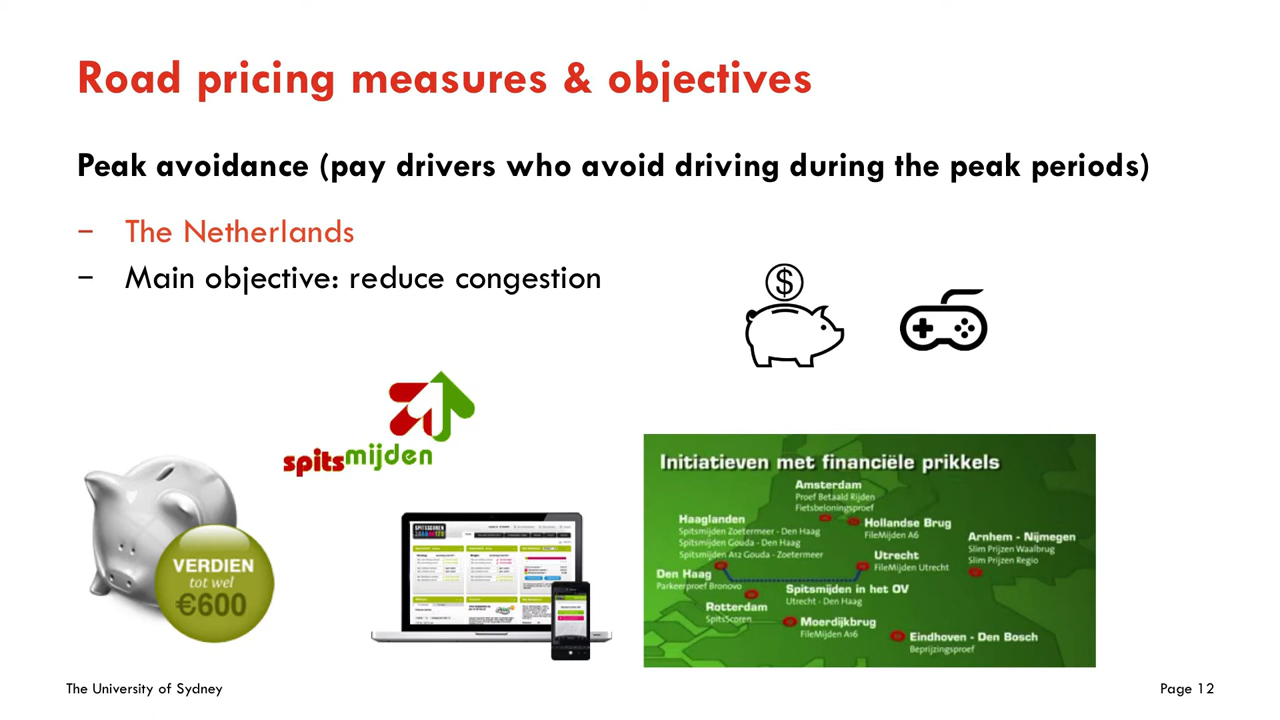 Road pricing measures & objectives
Peak avoidance (pay drivers who avoid driving during the peak periods)
– The Netherlands
– Main objective: reduce congestion
$
spitsmijden
VERDIEN
tot wel
€600
SPITSSCOREN
Initiatieven met financiële prikkels
Amsterdam
Proef Betaald Rijden
Fietsbeloningsproef
Haaglanden
Spitsmijden Zoetermeer - Den Haag
Spitsmijden Gouda - Den Haag
Spitsmijden A12 Gouda - Zoetermeer
Hollandse Brug
FileMijden A6
Arnhem - Nijmegen
Slim Prijzen Waalbrug
Slim Prijzen Regio
Utrecht
FileMijden Utrecht
Den Haag
Parkeerproef Bronovo
Spitsmijden in het OV
Utrecht - Den Haag
Rotterdam
SpitsScoren
Moerdijkbrug
FileMijden A16
Eindhoven - Den Bosch
Beprijzingsproef
The University of Sydney
Page 12